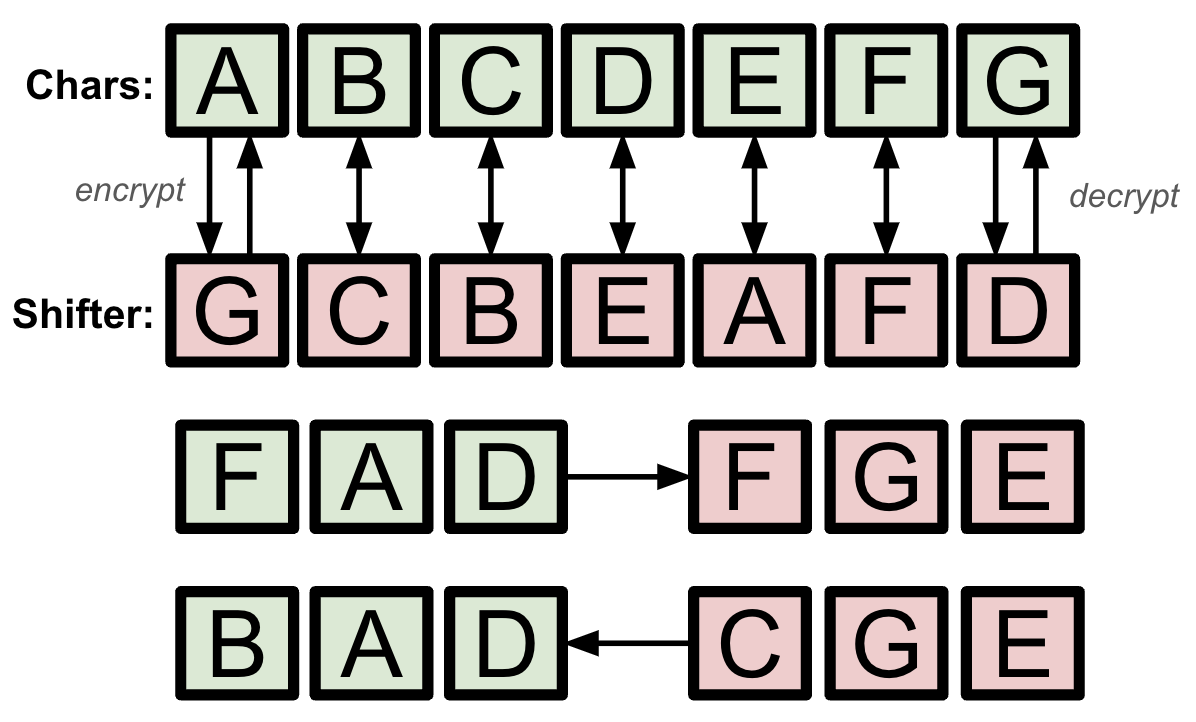 Chars: A B C D E F G
encrypt decrypt
Shifter: G C B E A F D
F A D F G E
B A D C G E